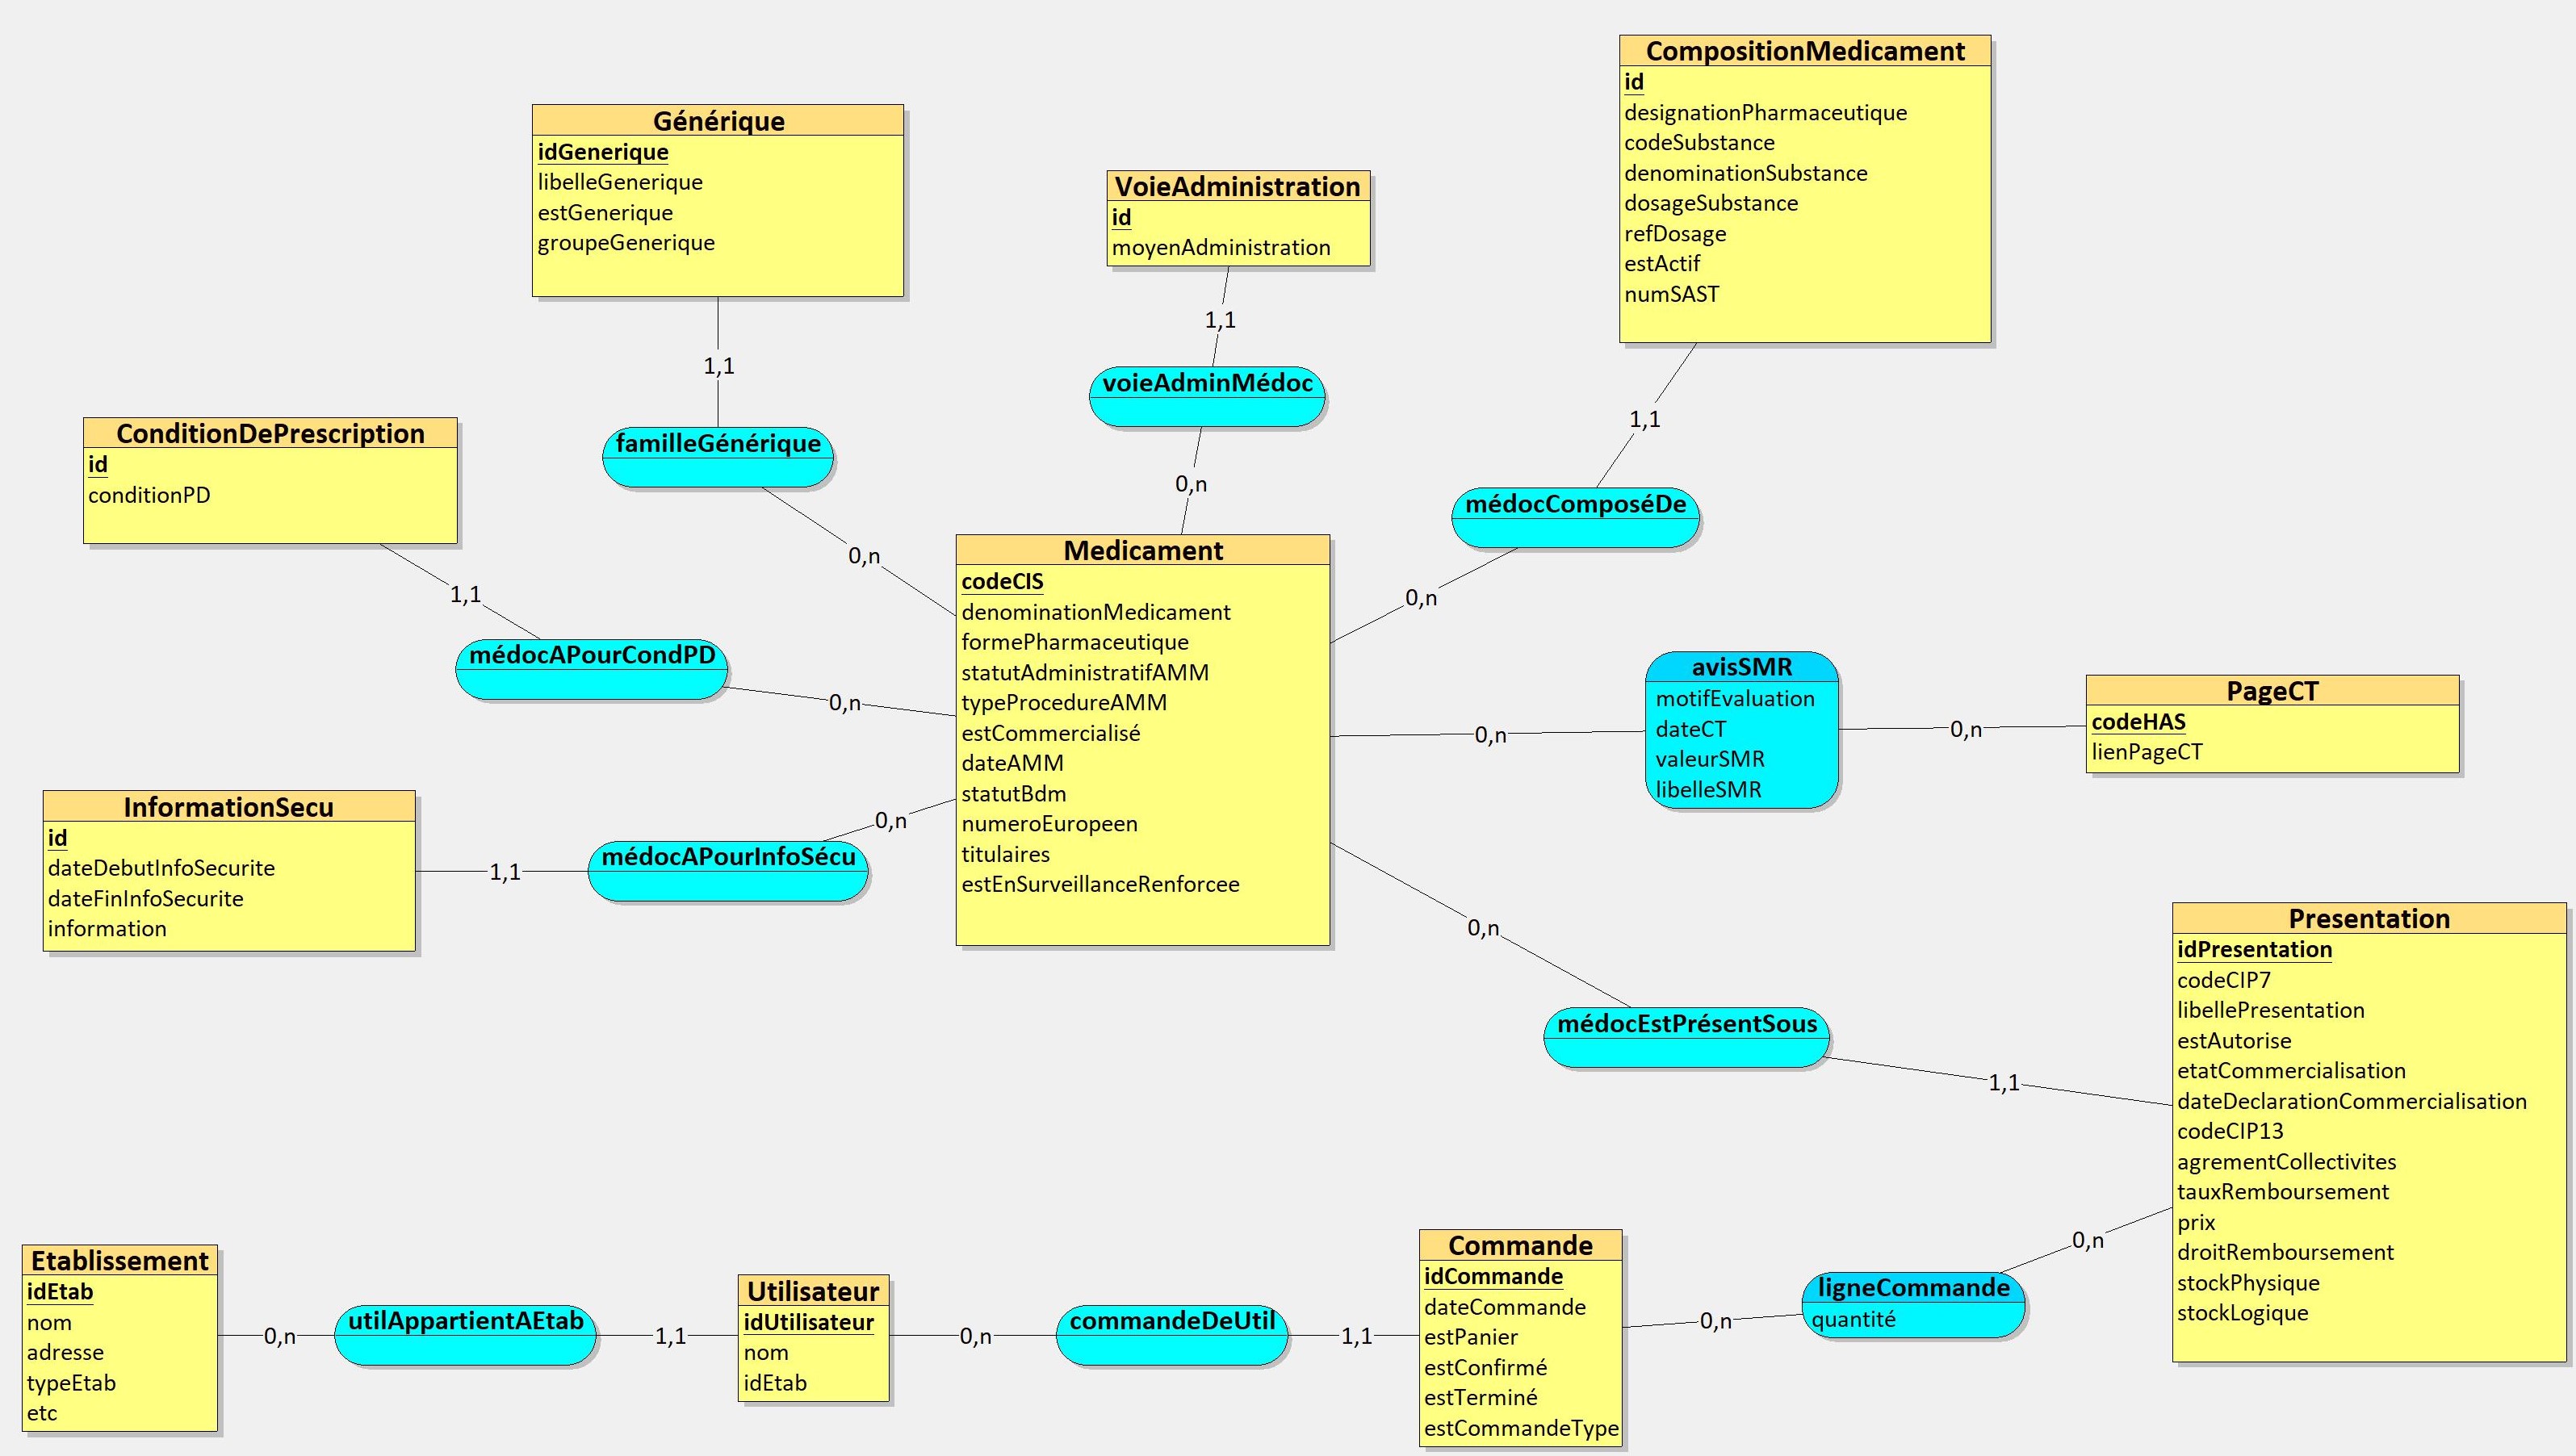 CompositionMedicament
id
designationPharmaceutique
codeSubstance
denominationSubstance
dosageSubstance
refDosage
estActif
numSAST
Générique
idGenerique
libelleGenerique
estGenerique
groupeGenerique
VoieAdministration
id
moyenAdministration
1,1
1,1
1,1
voieAdminMédoc
familleGénérique
ConditionDePrescription
id
conditionPD
0,n
médocComposéDe
0,n
1,1
0,n
médocAPourCondPD
0,n
Medicament
codeCIS
denominationMedicament
formePharmaceutique
statutAdministratifAMM
typeProcedureAMM
estCommercialisé
dateAMM
statutBdm
numeroEuropeen
titulaires
estEnSurveillanceRenforcee
0,n
avisSMR
motifEvaluation
dateCT
valeurSMR
libelleSMR
0,n
PageCT
codeHAS
lienPageCT
InformationSecu
id
dateDebutInfoSecurite
dateFinInfoSecurite
information
1,1
médocAPourInfoSécu
0,n
0,n
médocEstPrésentSous
1,1
Presentation
idPresentation
codeCIP7
libellePresentation
estAutorise
etatCommercialisation
dateDeclarationCommercialisation
codeCIP13
agrementCollectivites
tauxRemboursement
prix
droitRemboursement
stockPhysique
stockLogique
Etablissement
idEtab
nom
adresse
typeEtab
etc
0,n
utilAppartientAEtab
1,1
Utilisateur
idUtilisateur
nom
idEtab
0,n
commandeDeUtil
1,1
Commande
idCommande
dateCommande
estPanier
estConfirmé
estTerminé
estCommandeType
0,n
ligneCommande
quantité
0,n